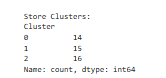 Store Clusters:
Cluster
0    14
1    15
2    16
Name: count, dtype: int64